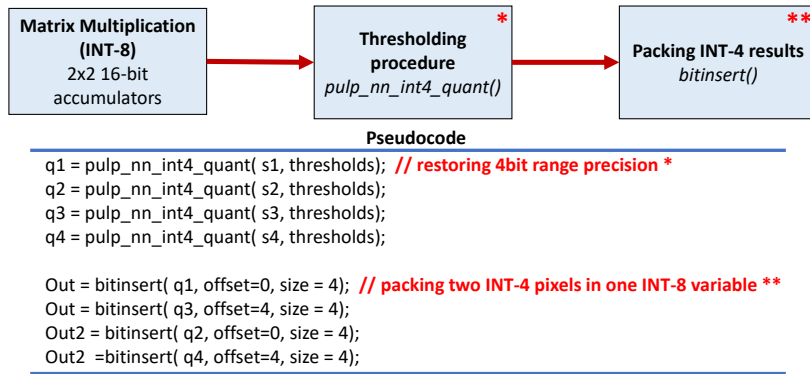 Matrix Multiplication
(INT-8)
2x2 16-bit
accumulators
*
Thresholding
procedure
pulp_nn_int4_quant()
**
Packing INT-4 results
bitinsert()
Pseudocode
q1 = pulp_nn_int4_quant( s1, thresholds); // restoring 4bit range precision *
q2 = pulp_nn_int4_quant( s2, thresholds);
q3 = pulp_nn_int4_quant( s3, thresholds);
q4 = pulp_nn_int4_quant( s4, thresholds);
Out = bitinsert( q1, offset=0, size = 4); // packing two INT-4 pixels in one INT-8 variable **
Out = bitinsert( q3, offset=4, size = 4);
Out2 = bitinsert( q2, offset=0, size = 4);
Out2 =bitinsert( q4, offset=4, size = 4);